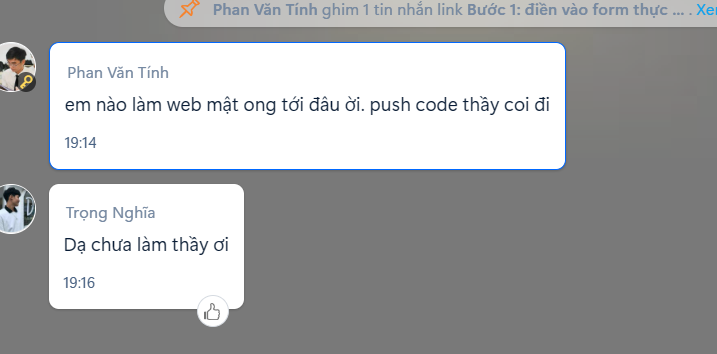 Phan Văn Tính ghim 1 tin nhắn link Bước 1: điền vào form thực ... . Xen
Phan Văn Tính
em nào làm web mật ong tới đâu ời. push code thầy coi đi
19:14
Trọng Nghĩa
Dạ chưa làm thầy ơi
19:16